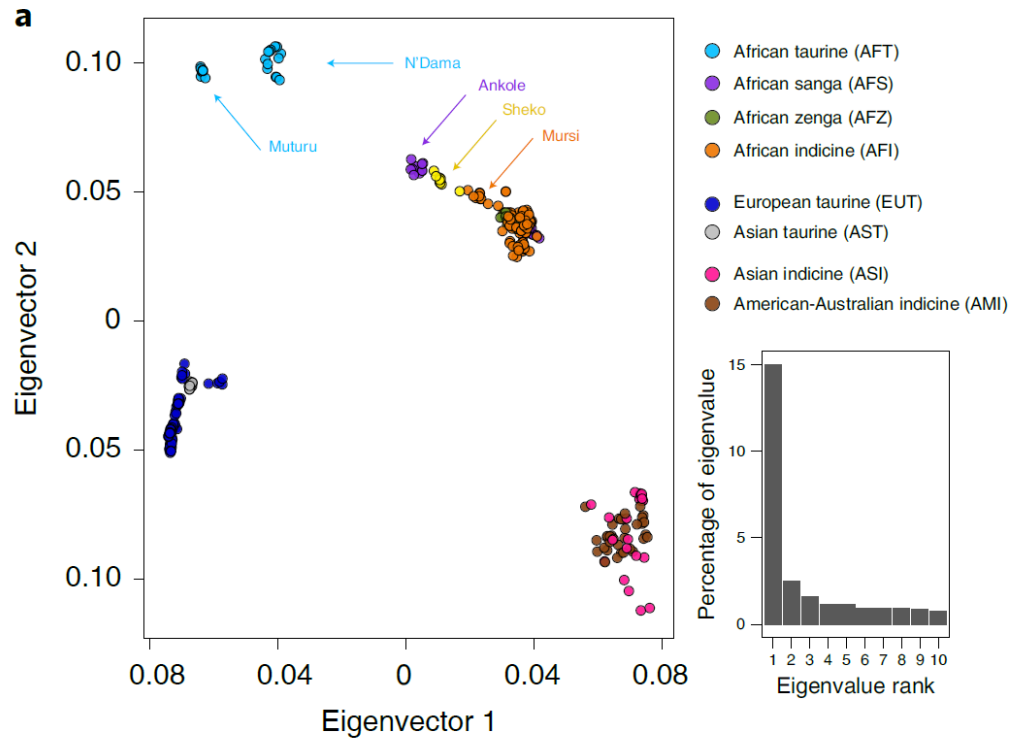 a
0.10
0.05
0
0.05
0.10
Eigenvector 2
0.08
0.04
0
0.04
0.08
Eigenvector 1
N'Dama
Ankole
Sheko
Mursi
Muturu
African taurine (AFT)
African sanga (AFS)
African zenga (AFZ)
African indicine (AFI)
European taurine (EUT)
Asian taurine (AST)
Asian indicine (ASI)
American-Australian indicine (AMI)
15
10
5
0
Percentage of eigenvalue
1 2 3 4 5 6 7 8 9 10
Eigenvalue rank